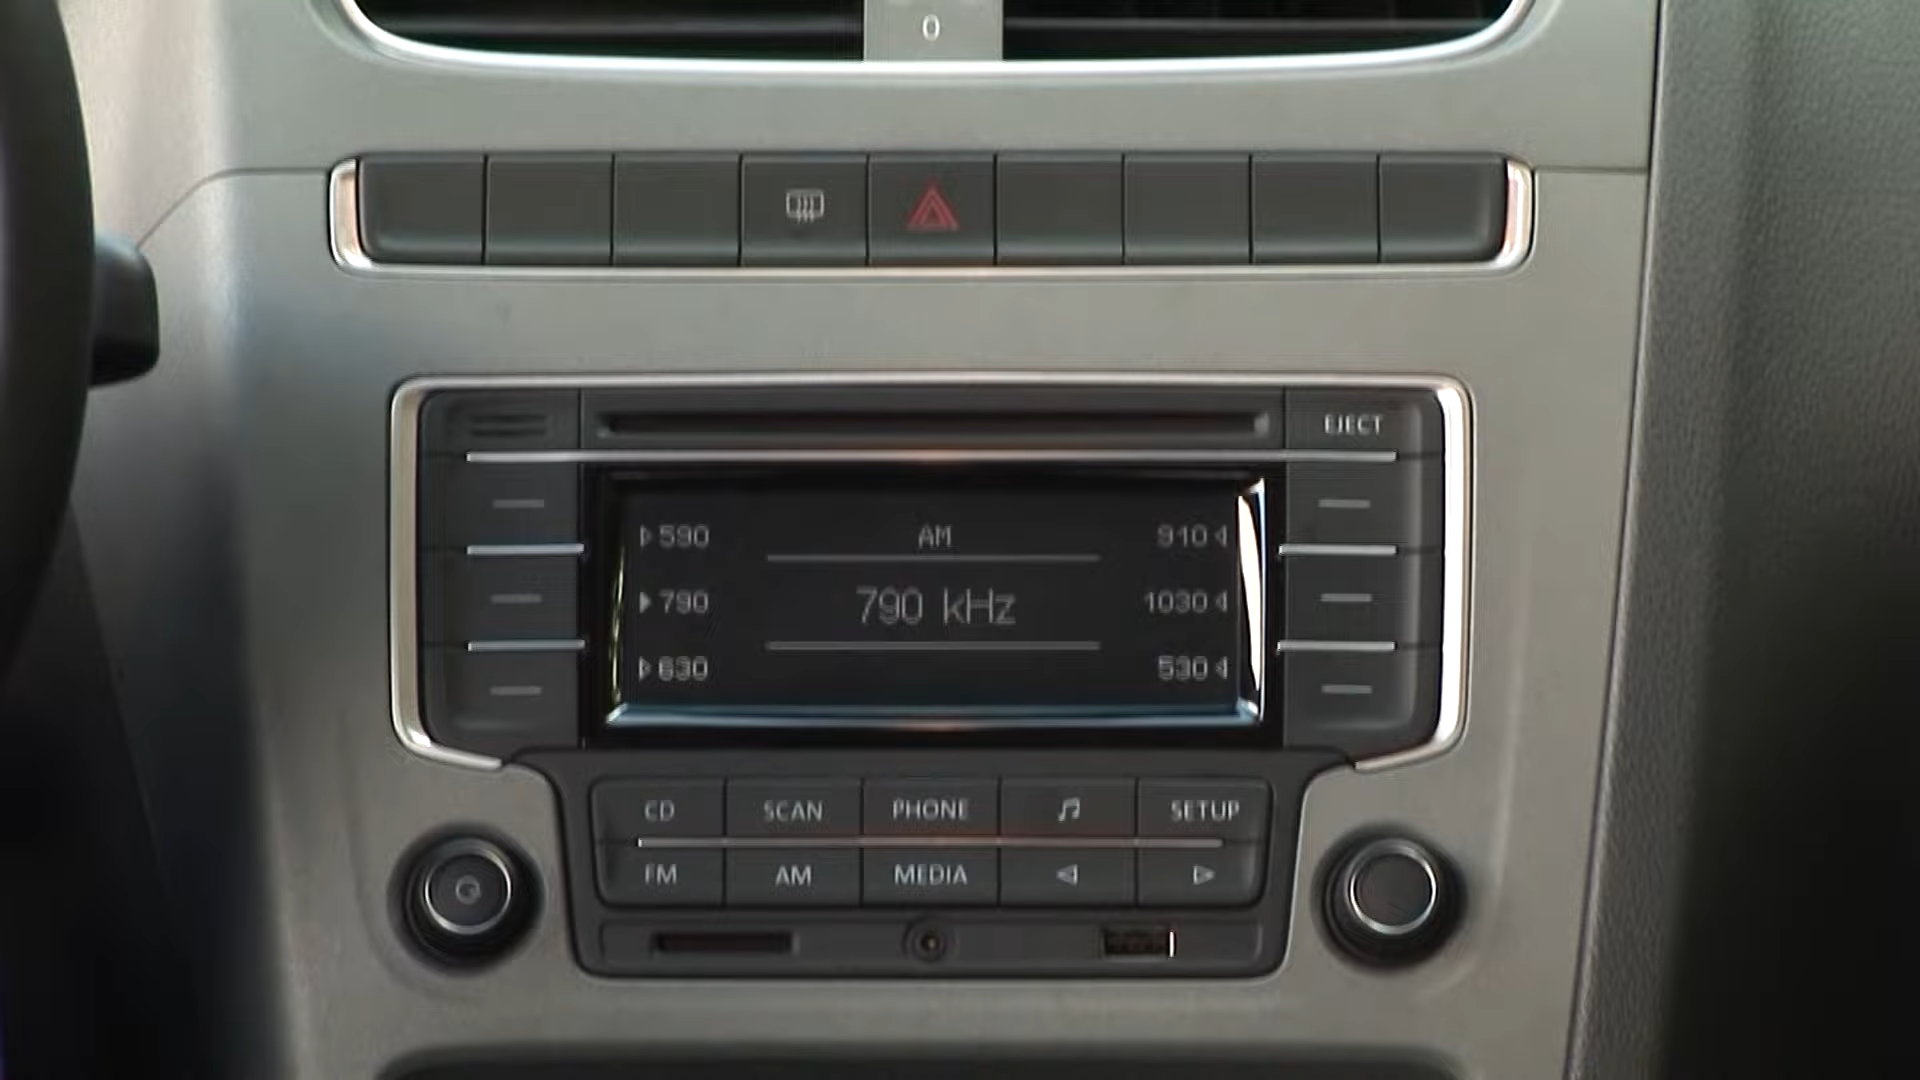 0
EJECT
590 AM 910
790 790 kHz 1030
630 530
CD SCAN PHONE SETUP
FM AM MEDIA